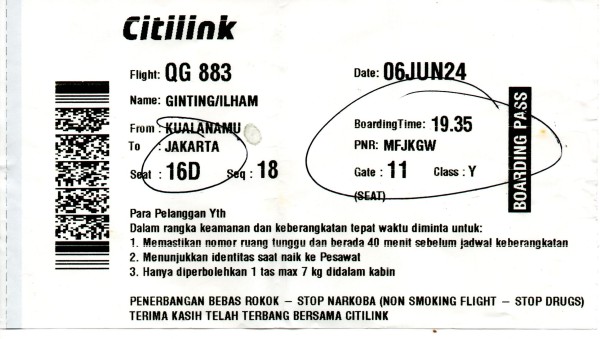 Citilink
Flight: QG 883 Date: 06JUN24
Name: GINTING/ILHAM
From : KUALANAMU BoardingTime: 19.35
To : JAKARTA PNR: MFJKGW
Seat : 16D Seq : 18 Gate : 11 Class : Y
(SEAT)
BOARDING PASS
Para Pelanggan Yth
Dalam rangka keamanan dan keberangkatan tepat waktu diminta untuk:
1. Memastikan nomor ruang tunggu dan berada 40 menit sebelum jadwal keberangkatan
2. Menunjukkan identitas saat naik ke Pesawat
3. Hanya diperbolehkan 1 tas max 7 kg didalam kabin
PENERBANGAN BEBAS ROKOK – STOP NARKOBA (NON SMOKING FLIGHT – STOP DRUGS)
TERIMA KASIH TELAH TERBANG BERSAMA CITILINK